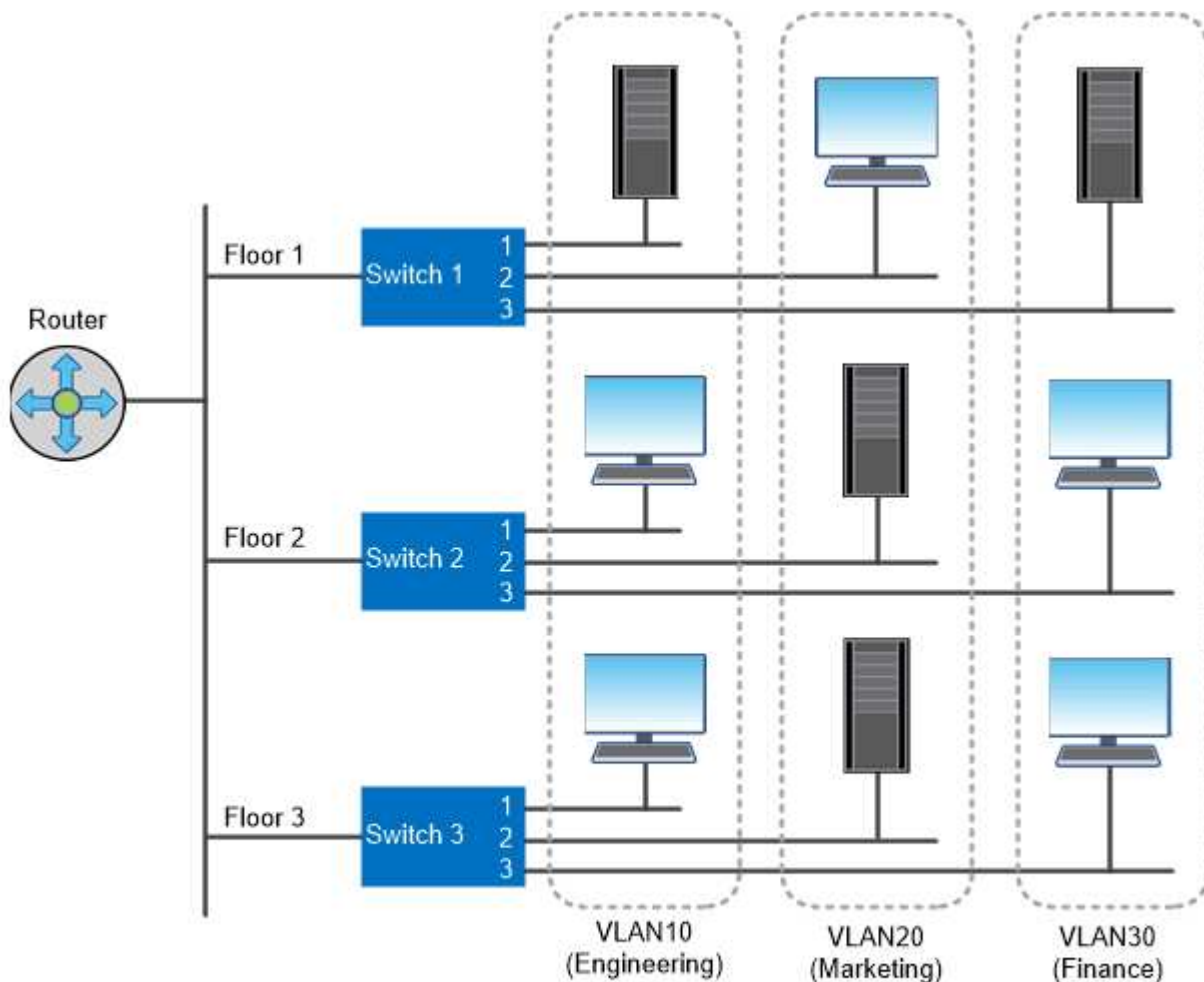 Floor 1
Switch 1
1
2
3
Router
Floor 2
Switch 2
1
2
3
Floor 3
Switch 3
1
2
3
VLAN10
(Engineering)
VLAN20
(Marketing)
VLAN30
(Finance)